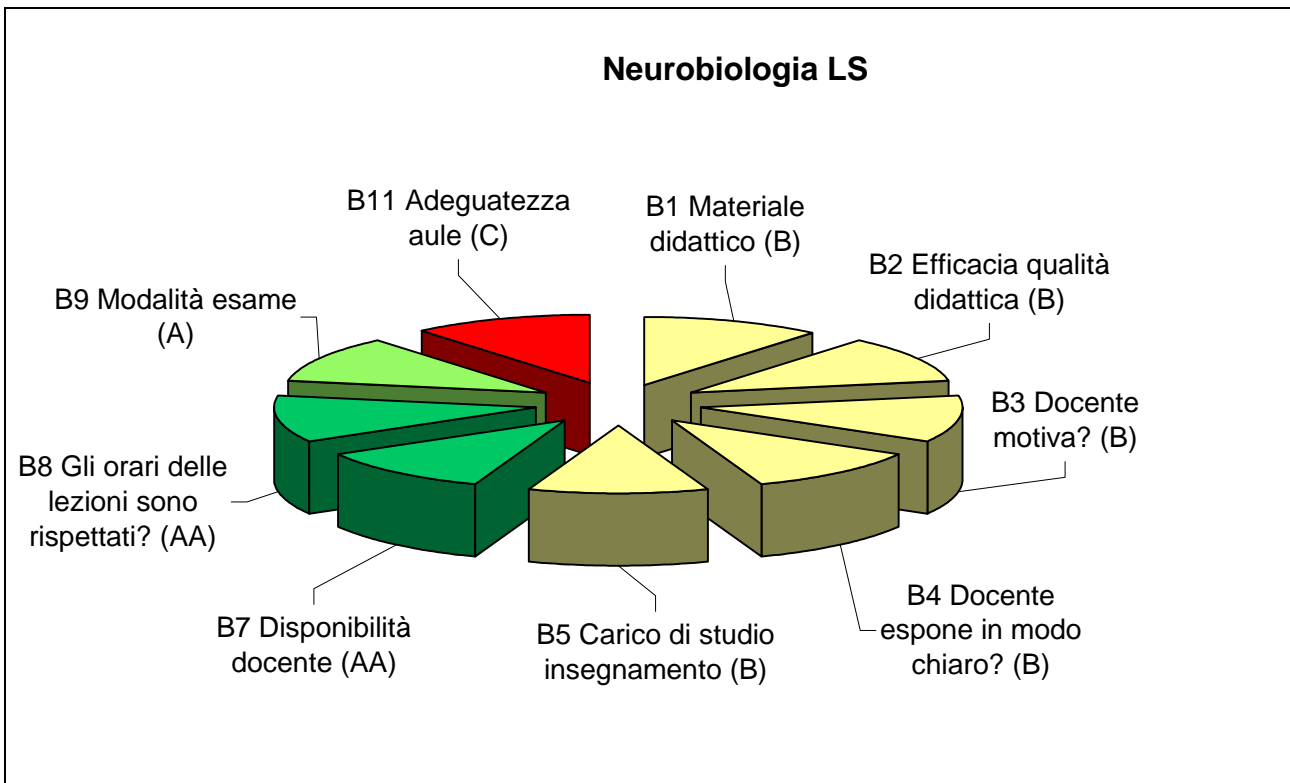 Neurobiologia LS
B11 Adeguatezza
aule (C)
B1 Materiale
didattico (B)
B2 Efficacia qualità
didattica (B)
B9 Modalità esame
(A)
B3 Docente
motiva? (B)
B8 Gli orari delle
lezioni sono
rispettati? (AA)
B4 Docente
espone in modo
chiaro? (B)
B7 Disponibilità
docente (AA)
B5 Carico di studio
insegnamento (B)